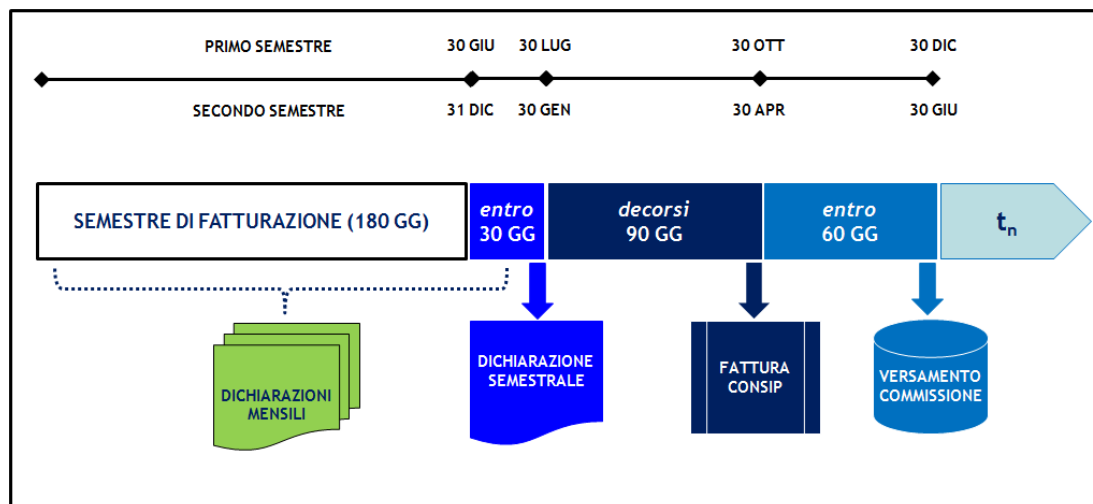 PRIMO SEMESTRE 30 GIU 30 LUG 30 OTT 30 DIC
SECONDO SEMESTRE 31 DIC 30 GEN 30 APR 30 GIU
SEMESTRE DI FATTURAZIONE (180 GG)
entro
30 GG
decorsi
90 GG
entro
60 GG
tn
DICHIARAZIONI
MENSILI
DICHIARAZIONE
SEMESTRALE
FATTURA
CONSIP
VERSAMENTO
COMMISSIONE